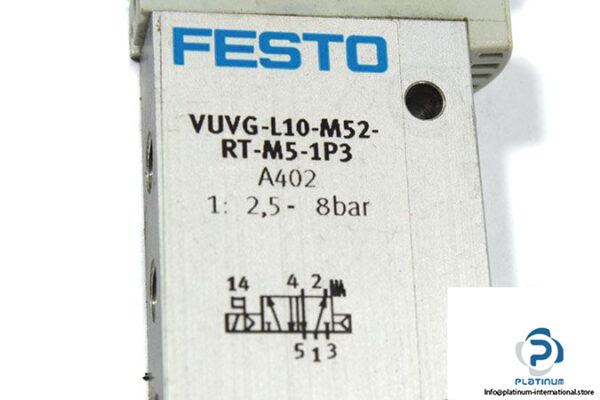 FESTO
VUVG-L10-M52-
RT-M5-1P3
A402
1: 2,5- 8bar
14 4 2
5 1 3
PLATINUM
www.platinum-international.store